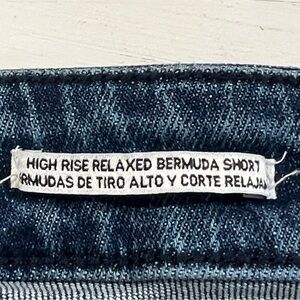 HIGH RISE RELAXED BERMUDA SHORT
RMUDAS DE TIRO ALTO Y CORTE RELAJA